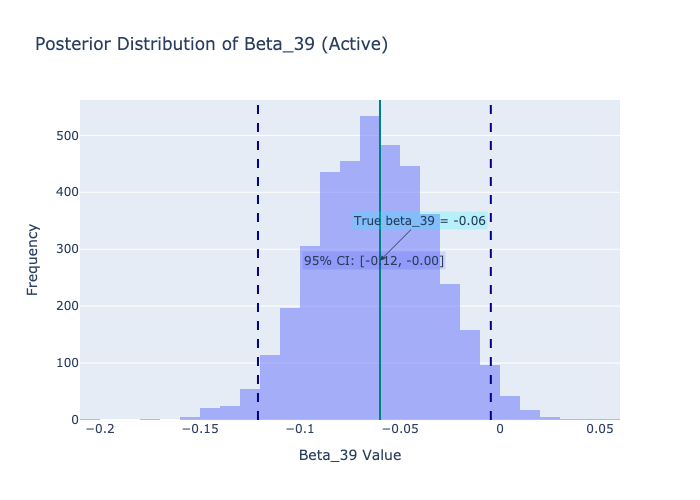 Posterior Distribution of Beta_39 (Active)
500
400
300
200
100
0
Frequency
True beta_39 = -0.06
95% CI: [-0.12, -0.00]
−0.2
−0.15
−0.1
−0.05
0
0.05
Beta_39 Value